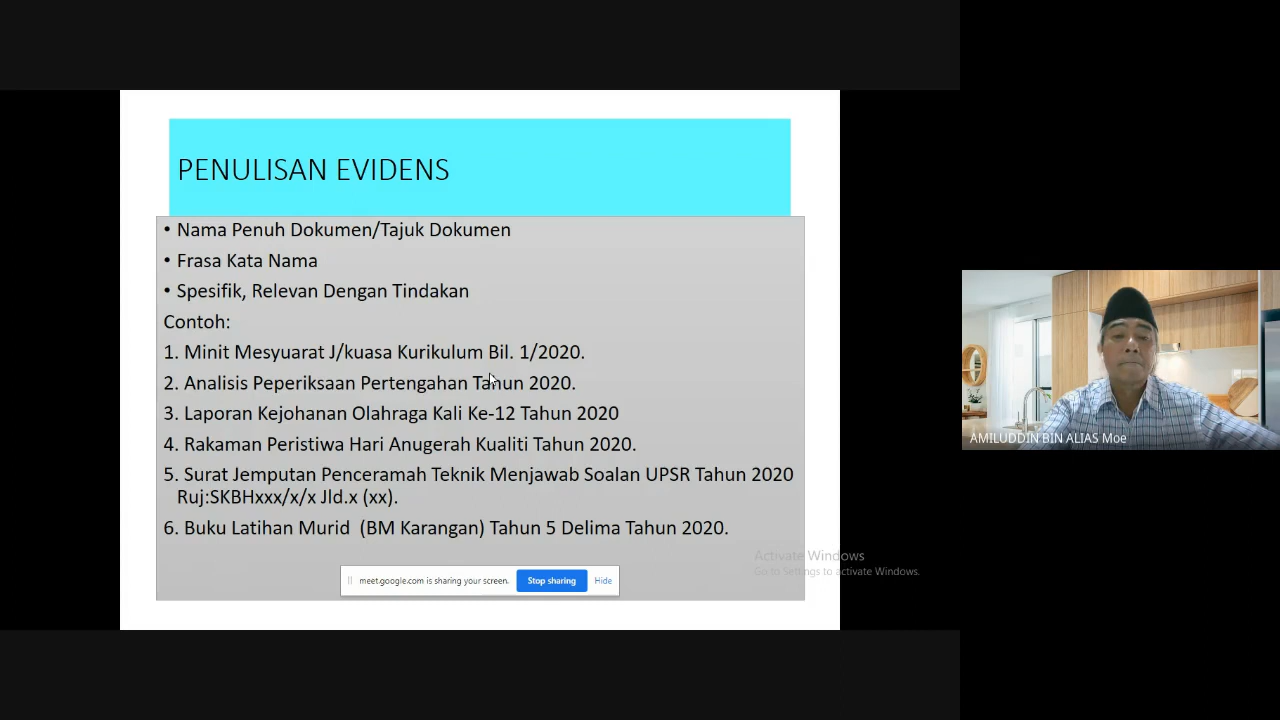 PENULISAN EVIDENS
• Nama Penuh Dokumen/Tajuk Dokumen
• Frasa Kata Nama
• Spesifik, Relevan Dengan Tindakan
Contoh:
1. Minit Mesyuarat J/kuasa Kurikulum Bil. 1/2020.
2. Analisis Peperiksaan Pertengahan Tahun 2020.
3. Laporan Kejohanan Olahraga Kali Ke-12 Tahun 2020
4. Rakaman Peristiwa Hari Anugerah Kualiti Tahun 2020.
5. Surat Jemputan Penceramah Teknik Menjawab Soalan UPSR Tahun 2020
Ruj:SKBHxxx/x/x Jld.x (xx).
6. Buku Latihan Murid (BM Karangan) Tahun 5 Delima Tahun 2020.
meet.google.com is sharing your screen. Stop sharing Hide
Activate Windows
Go to Settings to activate Windows.
AMILUDDIN BIN ALIAS Moe